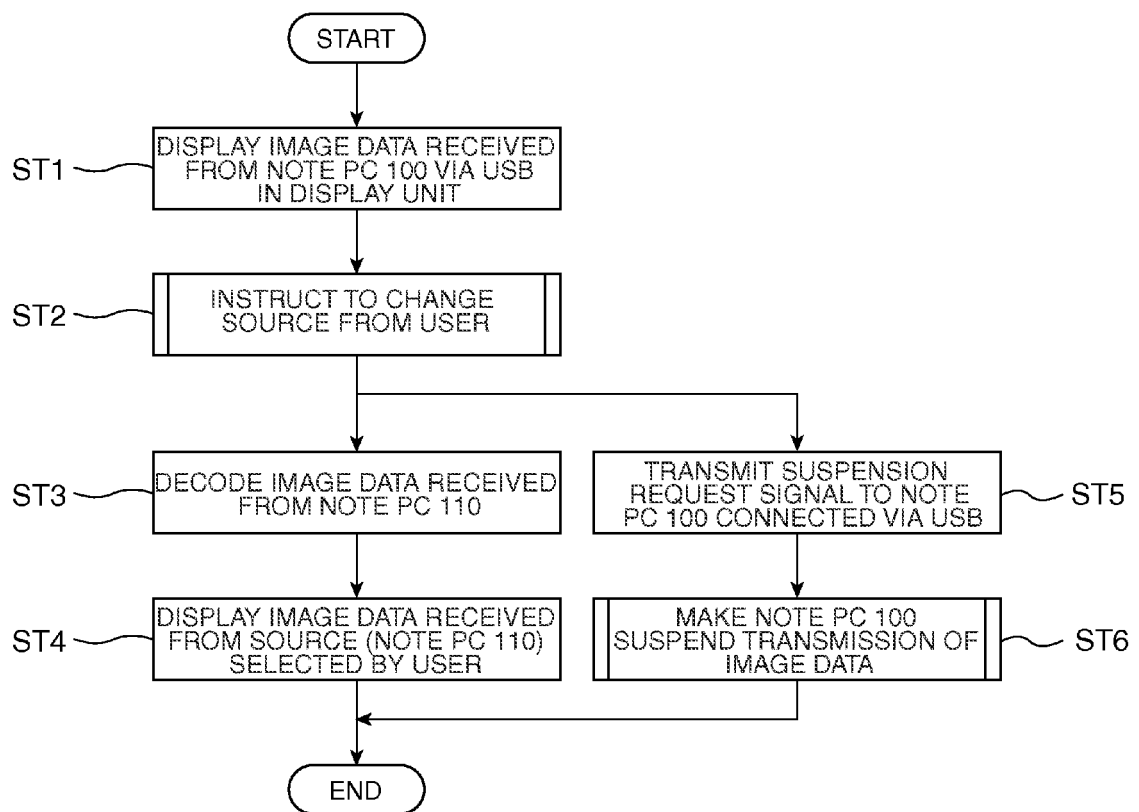 START
ST1
DISPLAY IMAGE DATA RECEIVED
FROM NOTE PC 100 VIA USB
IN DISPLAY UNIT
ST2
INSTRUCT TO CHANGE
SOURCE FROM USER
ST3
DECODE IMAGE DATA RECEIVED
FROM NOTE PC 110
TRANSMIT SUSPENSION
REQUEST SIGNAL TO NOTE
PC 100 CONNECTED VIA USB
ST5
ST4
DISPLAY IMAGE DATA RECEIVED
FROM SOURCE (NOTE PC 110)
SELECTED BY USER
MAKE NOTE PC 100
SUSPEND TRANSMISSION OF
IMAGE DATA
ST6
END